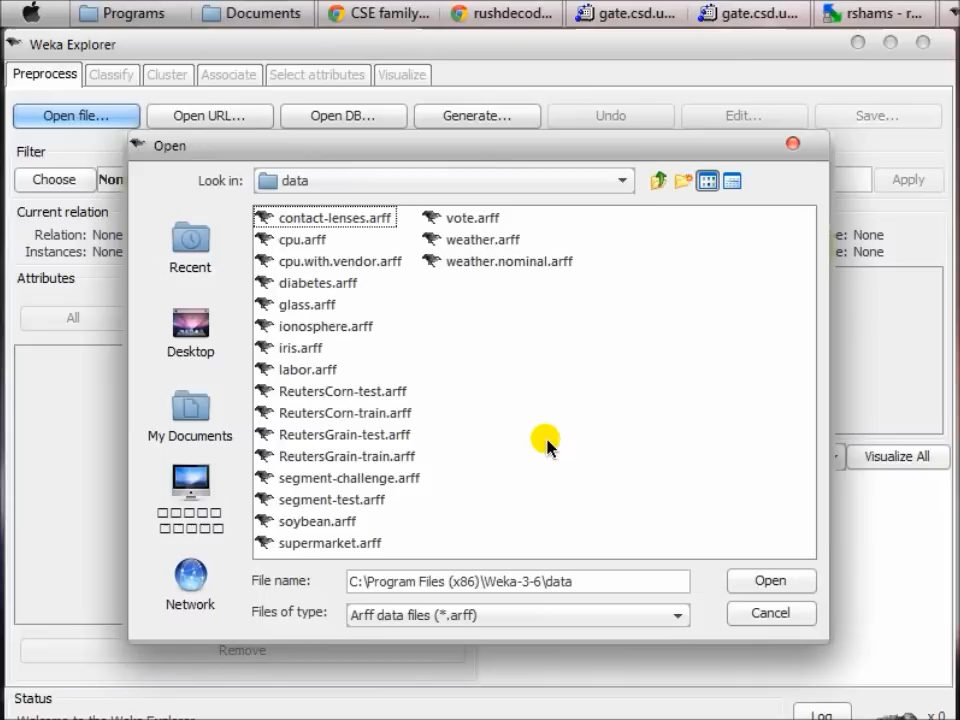 Programs
Documents
CSE family...
rushdecod...
gate.csd.u...
gate.csd.u...
rshams - r...
Weka Explorer
Preprocess
Classify
Cluster
Associate
Select attributes
Visualize
Open file...
Open URL...
Open DB...
Generate...
Undo
Edit...
Save...
Filter
Choose
Apply
Current relation
Relation: None
Instances: None
e: None
s: None
Attributes
All
Open
Look in:
data
Recent
Desktop
My Documents
Network
contact-lenses.arff
cpu.arff
cpu.with.vendor.arff
diabetes.arff
glass.arff
ionosphere.arff
iris.arff
labor.arff
ReutersCorn-test.arff
ReutersCorn-train.arff
ReutersGrain-test.arff
ReutersGrain-train.arff
segment-challenge.arff
segment-test.arff
soybean.arff
supermarket.arff
vote.arff
weather.arff
weather.nominal.arff
File name:
C:\Program Files (x86)\Weka-3-6\data
Open
Files of type:
Arff data files (*.arff)
Cancel
Visualize All
Remove
Status
Welcome to the Weka Explorer
Log
x 0